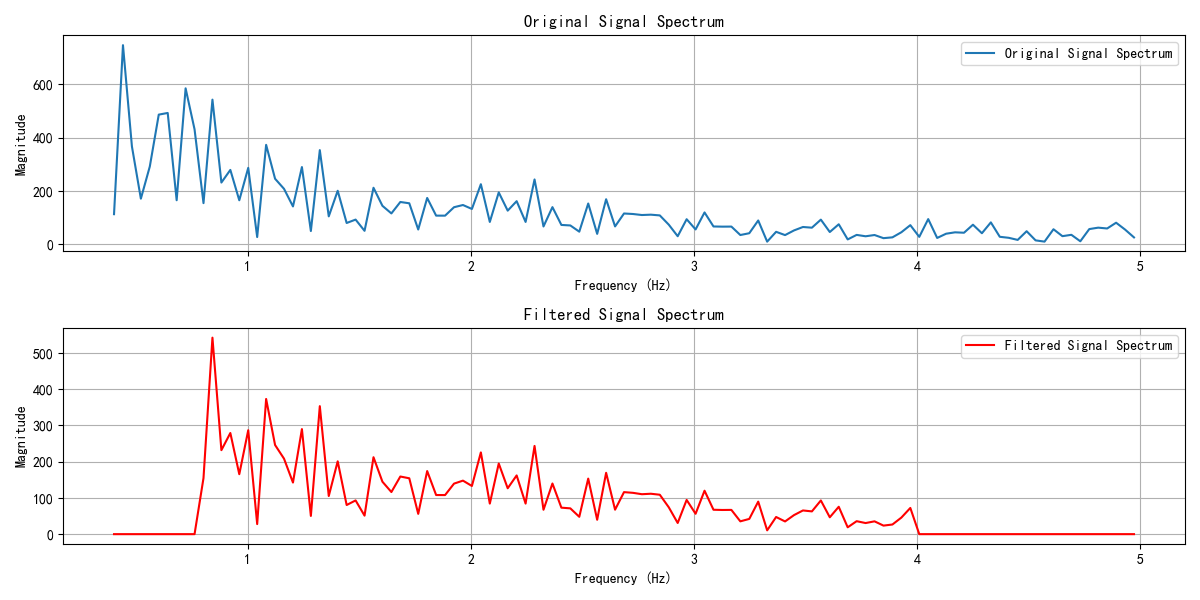 Original Signal Spectrum
Original Signal Spectrum
600
400
200
0
Magnitude
1 2 3 4 5
Frequency (Hz)
Filtered Signal Spectrum
Filtered Signal Spectrum
500
400
300
200
100
0
Magnitude
1 2 3 4 5
Frequency (Hz)